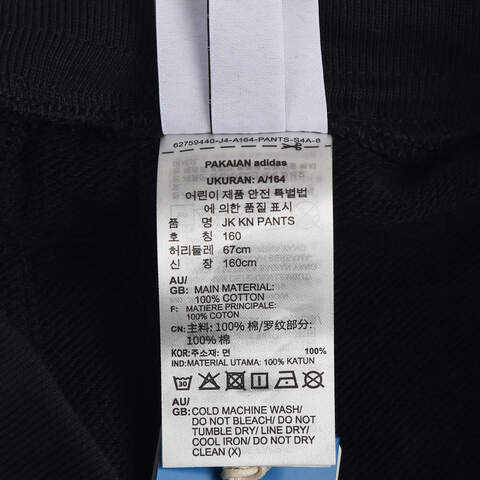 62759440-J4-A164-PANTS-S4A-8
PAKAIAN adidas
UKURAN: A/164
어린이 제품 안전 특별법
에 의한 품질 표시
품 명 JK KN PANTS
호 칭 160
허리둘레 67cm
신 장 160cm
AU/
GB: MAIN MATERIAL:
100% COTTON
F: MATIERE PRINCIPALE:
100% COTON
CN: 主料: 100% 棉/罗纹部分:
100% 棉
KOR: 주소재: 면 100%
IND: MATERIAL UTAMA: 100% KATUN
30
AU/
GB: COLD MACHINE WASH/
DO NOT BLEACH/ DO NOT
TUMBLE DRY/ LINE DRY/
COOL IRON/ DO NOT DRY
CLEAN (X)